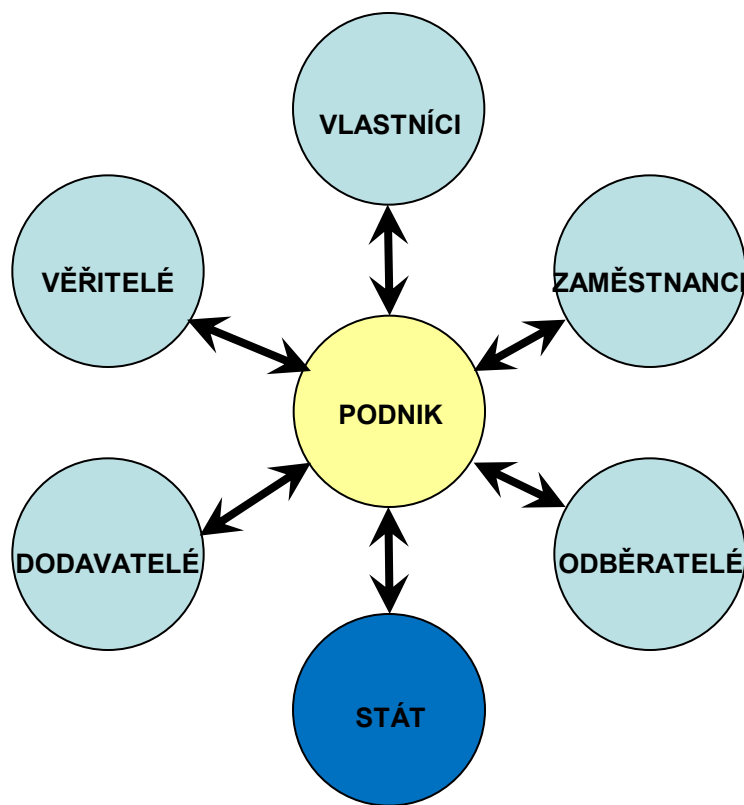 VLASTNÍCI
VĚŘITELÉ
ZAMĚSTNANCI
PODNIK
DODAVATELÉ
ODBĚRATELÉ
STÁT